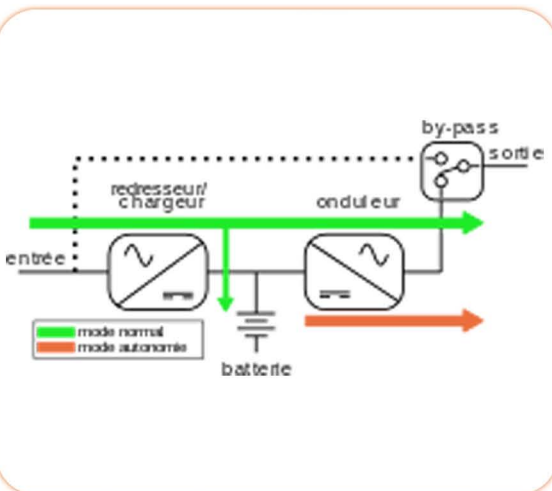 by-pass
sortie
redresseur/
chargeur
onduleur
entrée
mode normal
mode autonomie
batterie